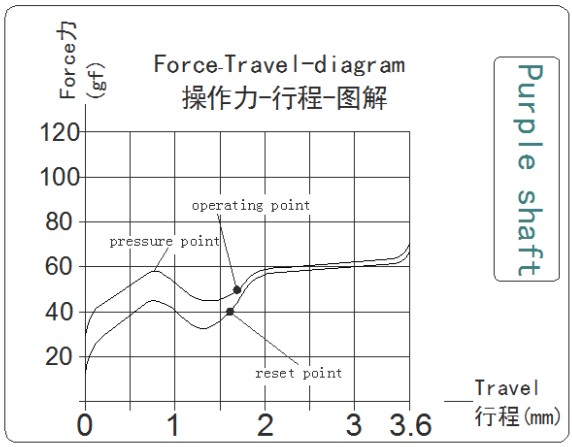 Force力
(gf)
Force-Travel-diagram
操作力-行程-图解
Purple shaft
120
100
80
60
40
20
operating point
pressure point
reset point
0
1
2
3
3.6
Travel
行程(mm)